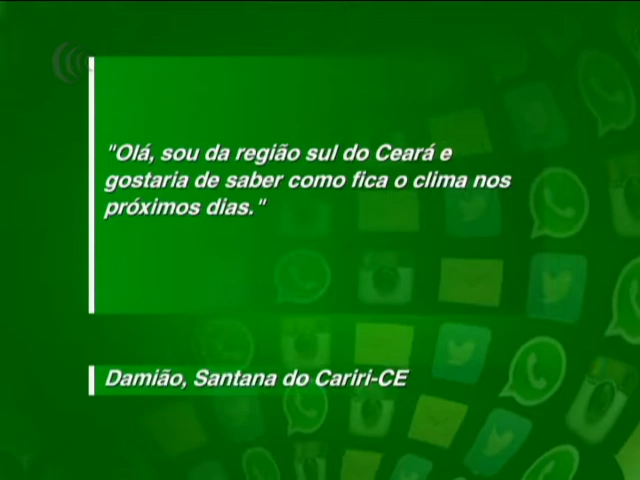 "Olá, sou da região sul do Ceará e
gostaria de saber como fica o clima nos
próximos dias."
Damião, Santana do Cariri-CE